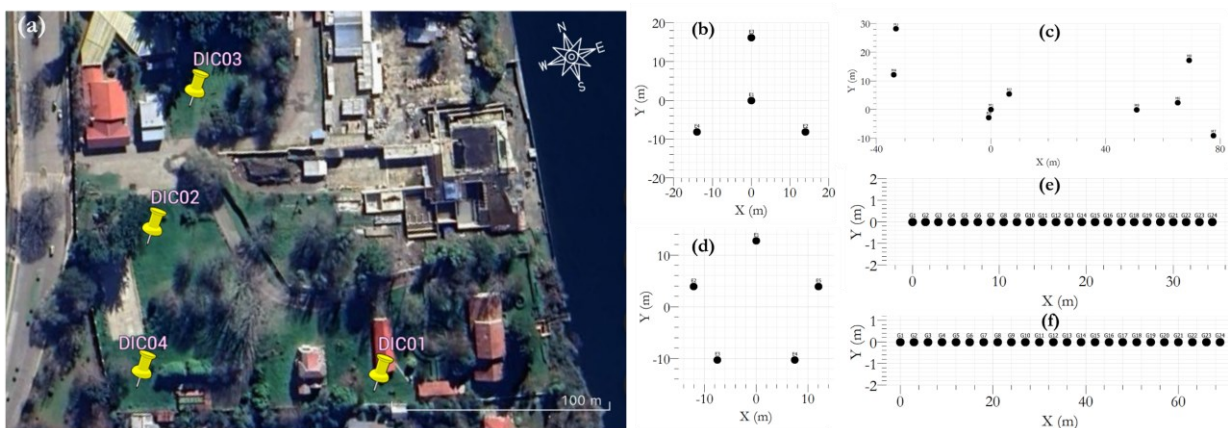 (a)
DIC03
DIC02
DIC04
DIC01
N
E
S
W
100 m
(b)
20
10
0
-10
-20
-20 -10 0 10 20
X (m)
Y (m)
(c)
30
20
10
0
-10
-40 -20 0 20 40 60 80
X (m)
Y (m)
(d)
10
0
-10
-10 0 10
X (m)
Y (m)
(e)
2
1
0
-1
-2
G1 G2 G3 G4 G5 G6 G7 G8 G9 G10 G11 G12 G13 G14 G15 G16 G17 G18 G19 G20 G21 G22 G23 G24
0 10 20 30
X (m)
Y (m)
(f)
1
0
-1
-2
G1 G2 G3 G4 G5 G6 G7 G8 G9 G10 G11 G12 G13 G14 G15 G16 G17 G18 G19 G20 G21 G22 G23 G24
0 20 40 60
X (m)
Y (m)